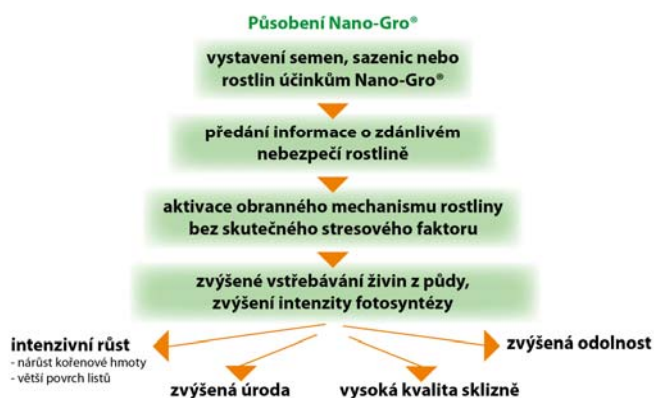 Působení Nano-Gro®
vystavení semen, sazenic nebo
rostlin účinkům Nano-Gro®
předání informace o zdánlivém
nebezpečí rostlině
aktivace obranného mechanismu rostliny
bez skutečného stresového faktoru
zvýšené vstřebávání živin z půdy,
zvýšení intenzity fotosyntézy
intenzivní růst
- nárůst kořenové hmoty
- větší povrch listů
zvýšená úroda
vysoká kvalita sklizně
zvýšená odolnost